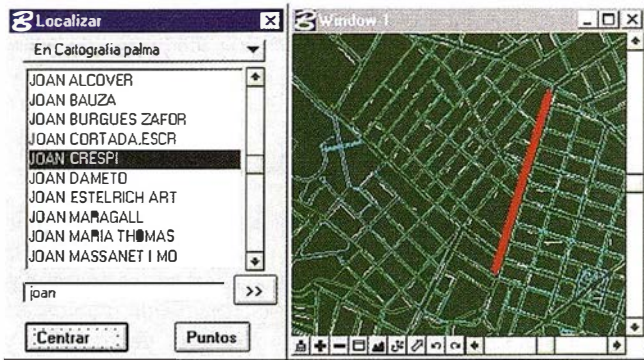 Localizar
En Cartografia palma
JOAN ALCOVER
JOAN BAUZA
JOAN BURGUES ZAFOR
JOAN CORTADA,ESCR
JOAN CRESPI
JOAN DAMETO
JOAN ESTELRICH ART
JOAN MARAGALL
JOAN MARIA THOMAS
JOAN MASSANET I MO
joan
>>
Centrar
Puntos
Window 1